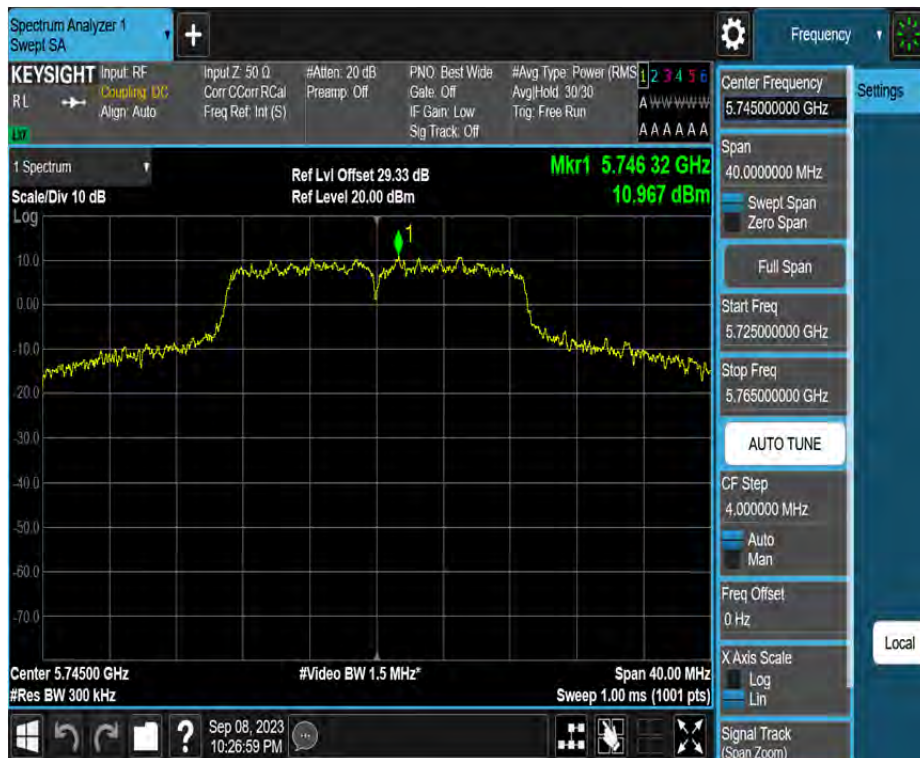 Spectrum Analyzer 1
Swept SA
+
Frequency
KEYSIGHT
RL
LXI
Input: RF
Coupling: DC
Align: Auto
Input Z: 50 Ω
Corr CCorr RCal
Freq Ref: Int (S)
#Atten: 20 dB
Preamp: Off
PNO: Best Wide
Gate: Off
IF Gain: Low
Sig Track: Off
#Avg Type: Power (RMS
Avg|Hold: 30/30
Trig: Free Run
1 2 3 4 5 6
A W W W W W
A A A A A A
1 Spectrum
Scale/Div 10 dB
Log
Ref Lvl Offset 29.33 dB
Ref Level 20.00 dBm
Mkr1 5.746 32 GHz
10.967 dBm
1
10.0
0.00
-10.0
-20.0
-30.0
-40.0
-50.0
-60.0
-70.0
Center 5.74500 GHz
#Res BW 300 kHz
#Video BW 1.5 MHz*
Span 40.00 MHz
Sweep 1.00 ms (1001 pts)
?
Sep 08, 2023
10:26:59 PM
Center Frequency
5.745000000 GHz
Span
40.0000000 MHz
Swept Span
Zero Span
Full Span
Start Freq
5.725000000 GHz
Stop Freq
5.765000000 GHz
AUTO TUNE
CF Step
4.000000 MHz
Auto
Man
Freq Offset
0 Hz
X Axis Scale
Log
Lin
Signal Track
(Span Zoom)
Settings
Local